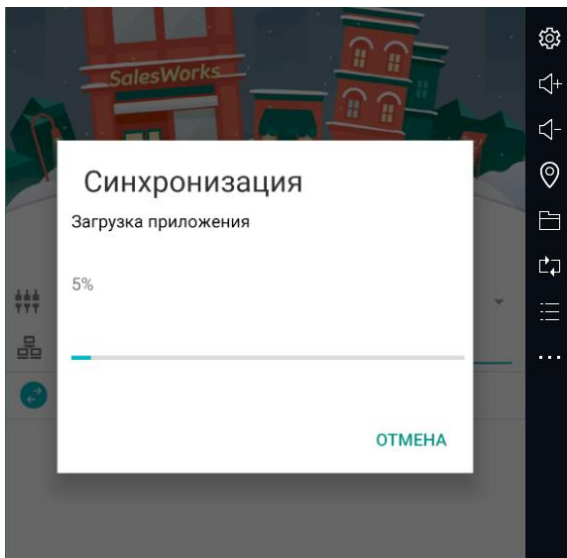 SalesWorks
Синхронизация
Загрузка приложения
5%
ОТМЕНА